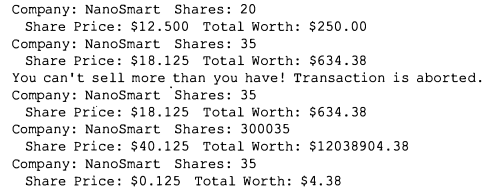 Company: NanoSmart Shares: 20
Share Price: $12.500 Total Worth: $250.00
Company: NanoSmart Shares: 35
Share Price: $18.125 Total Worth: $634.38
You can't sell more than you have! Transaction is aborted.
Company: NanoSmart Shares: 35
Share Price: $18.125 Total Worth: $634.38
Company: NanoSmart Shares: 300035
Share Price: $40.125 Total Worth: $12038904.38
Company: NanoSmart Shares: 35
Share Price: $0.125 Total Worth: $4.38